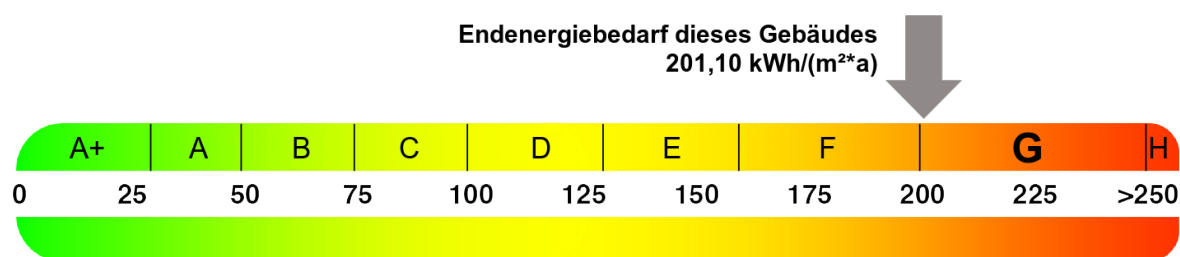 Endenergiebedarf dieses Gebäudes
201,10 kWh/(m²*a)
A+ A B C D E F G H
0 25 50 75 100 125 150 175 200 225 >250